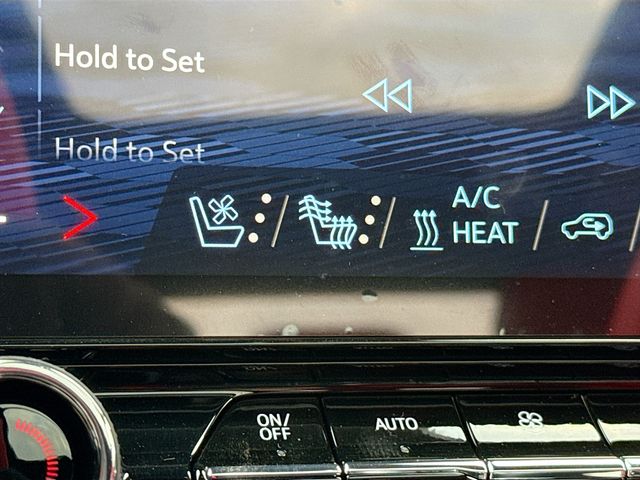 Hold to Set
Hold to Set
A/C
HEAT
ON/
OFF
AUTO